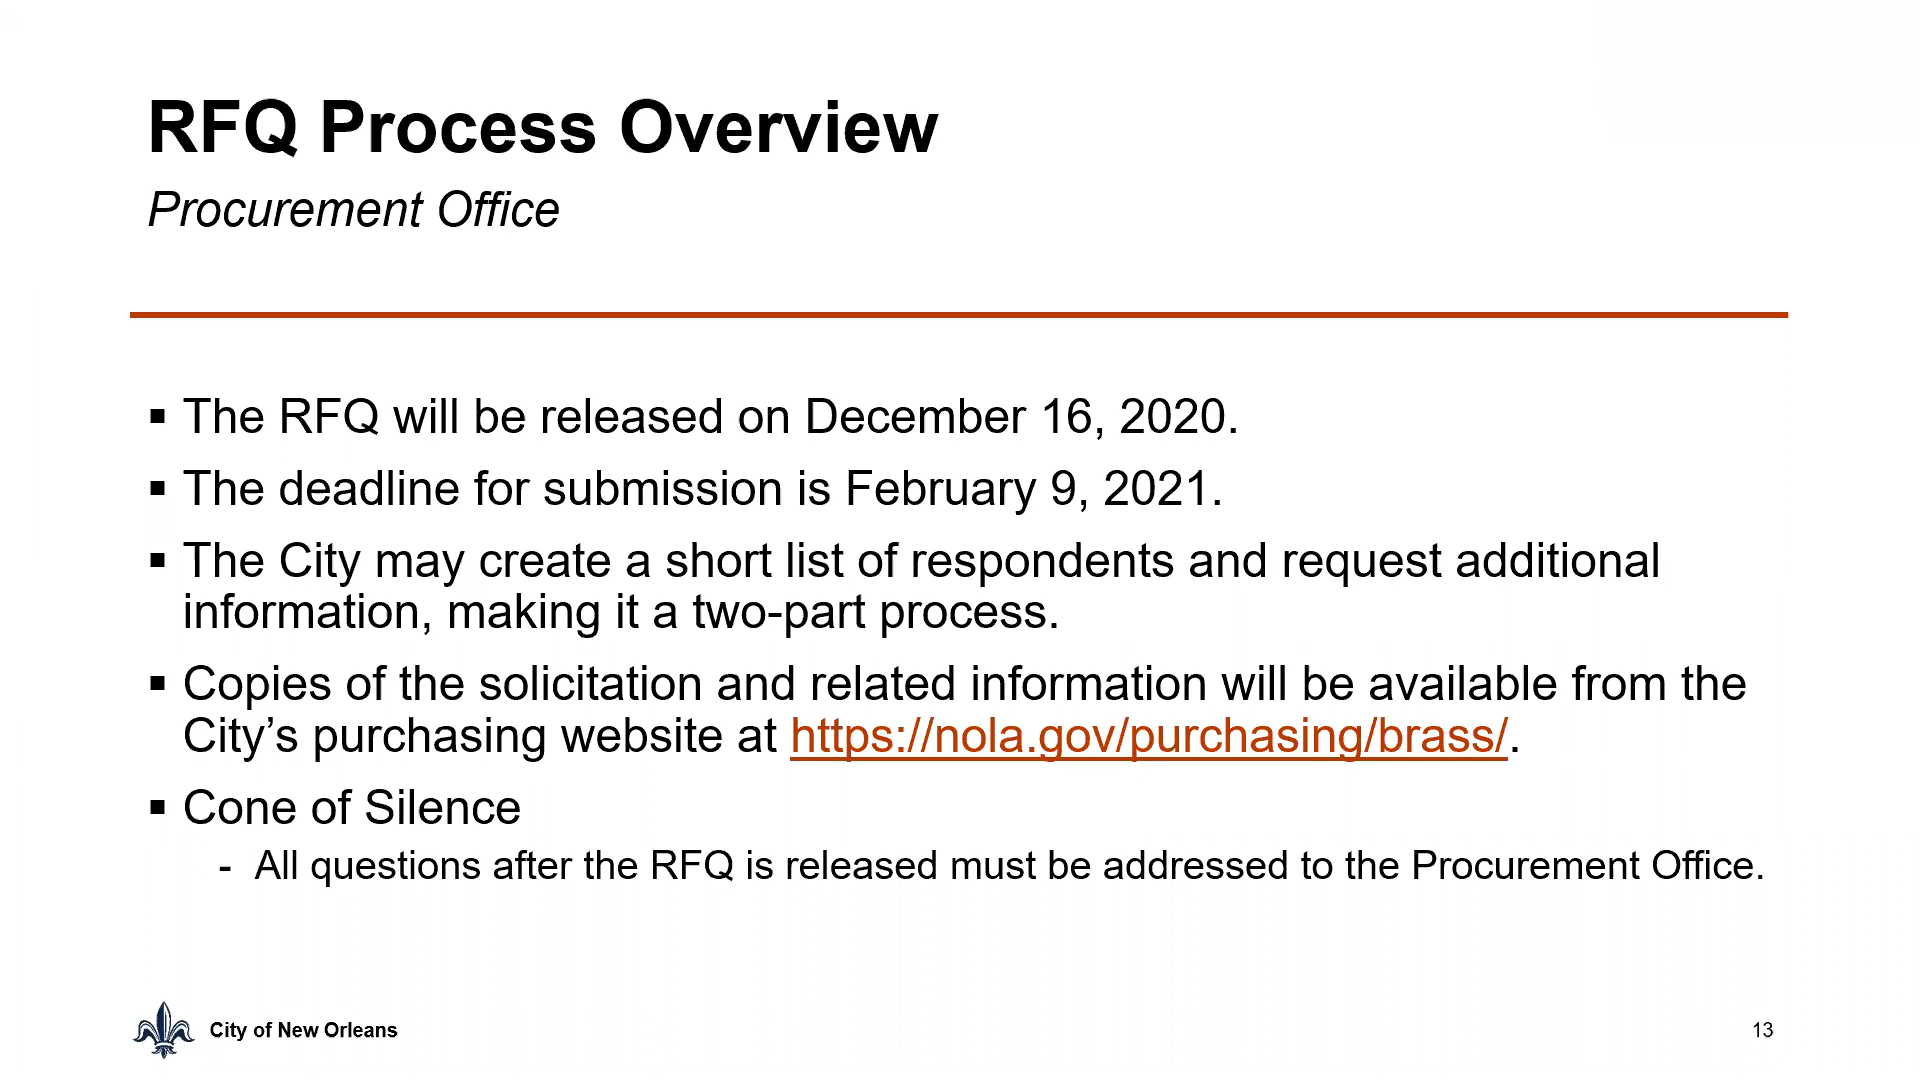 RFQ Process Overview
Procurement Office
▪ The RFQ will be released on December 16, 2020.
▪ The deadline for submission is February 9, 2021.
▪ The City may create a short list of respondents and request additional
information, making it a two-part process.
▪ Copies of the solicitation and related information will be available from the
City’s purchasing website at https://nola.gov/purchasing/brass/.
▪ Cone of Silence
- All questions after the RFQ is released must be addressed to the Procurement Office.
City of New Orleans
13